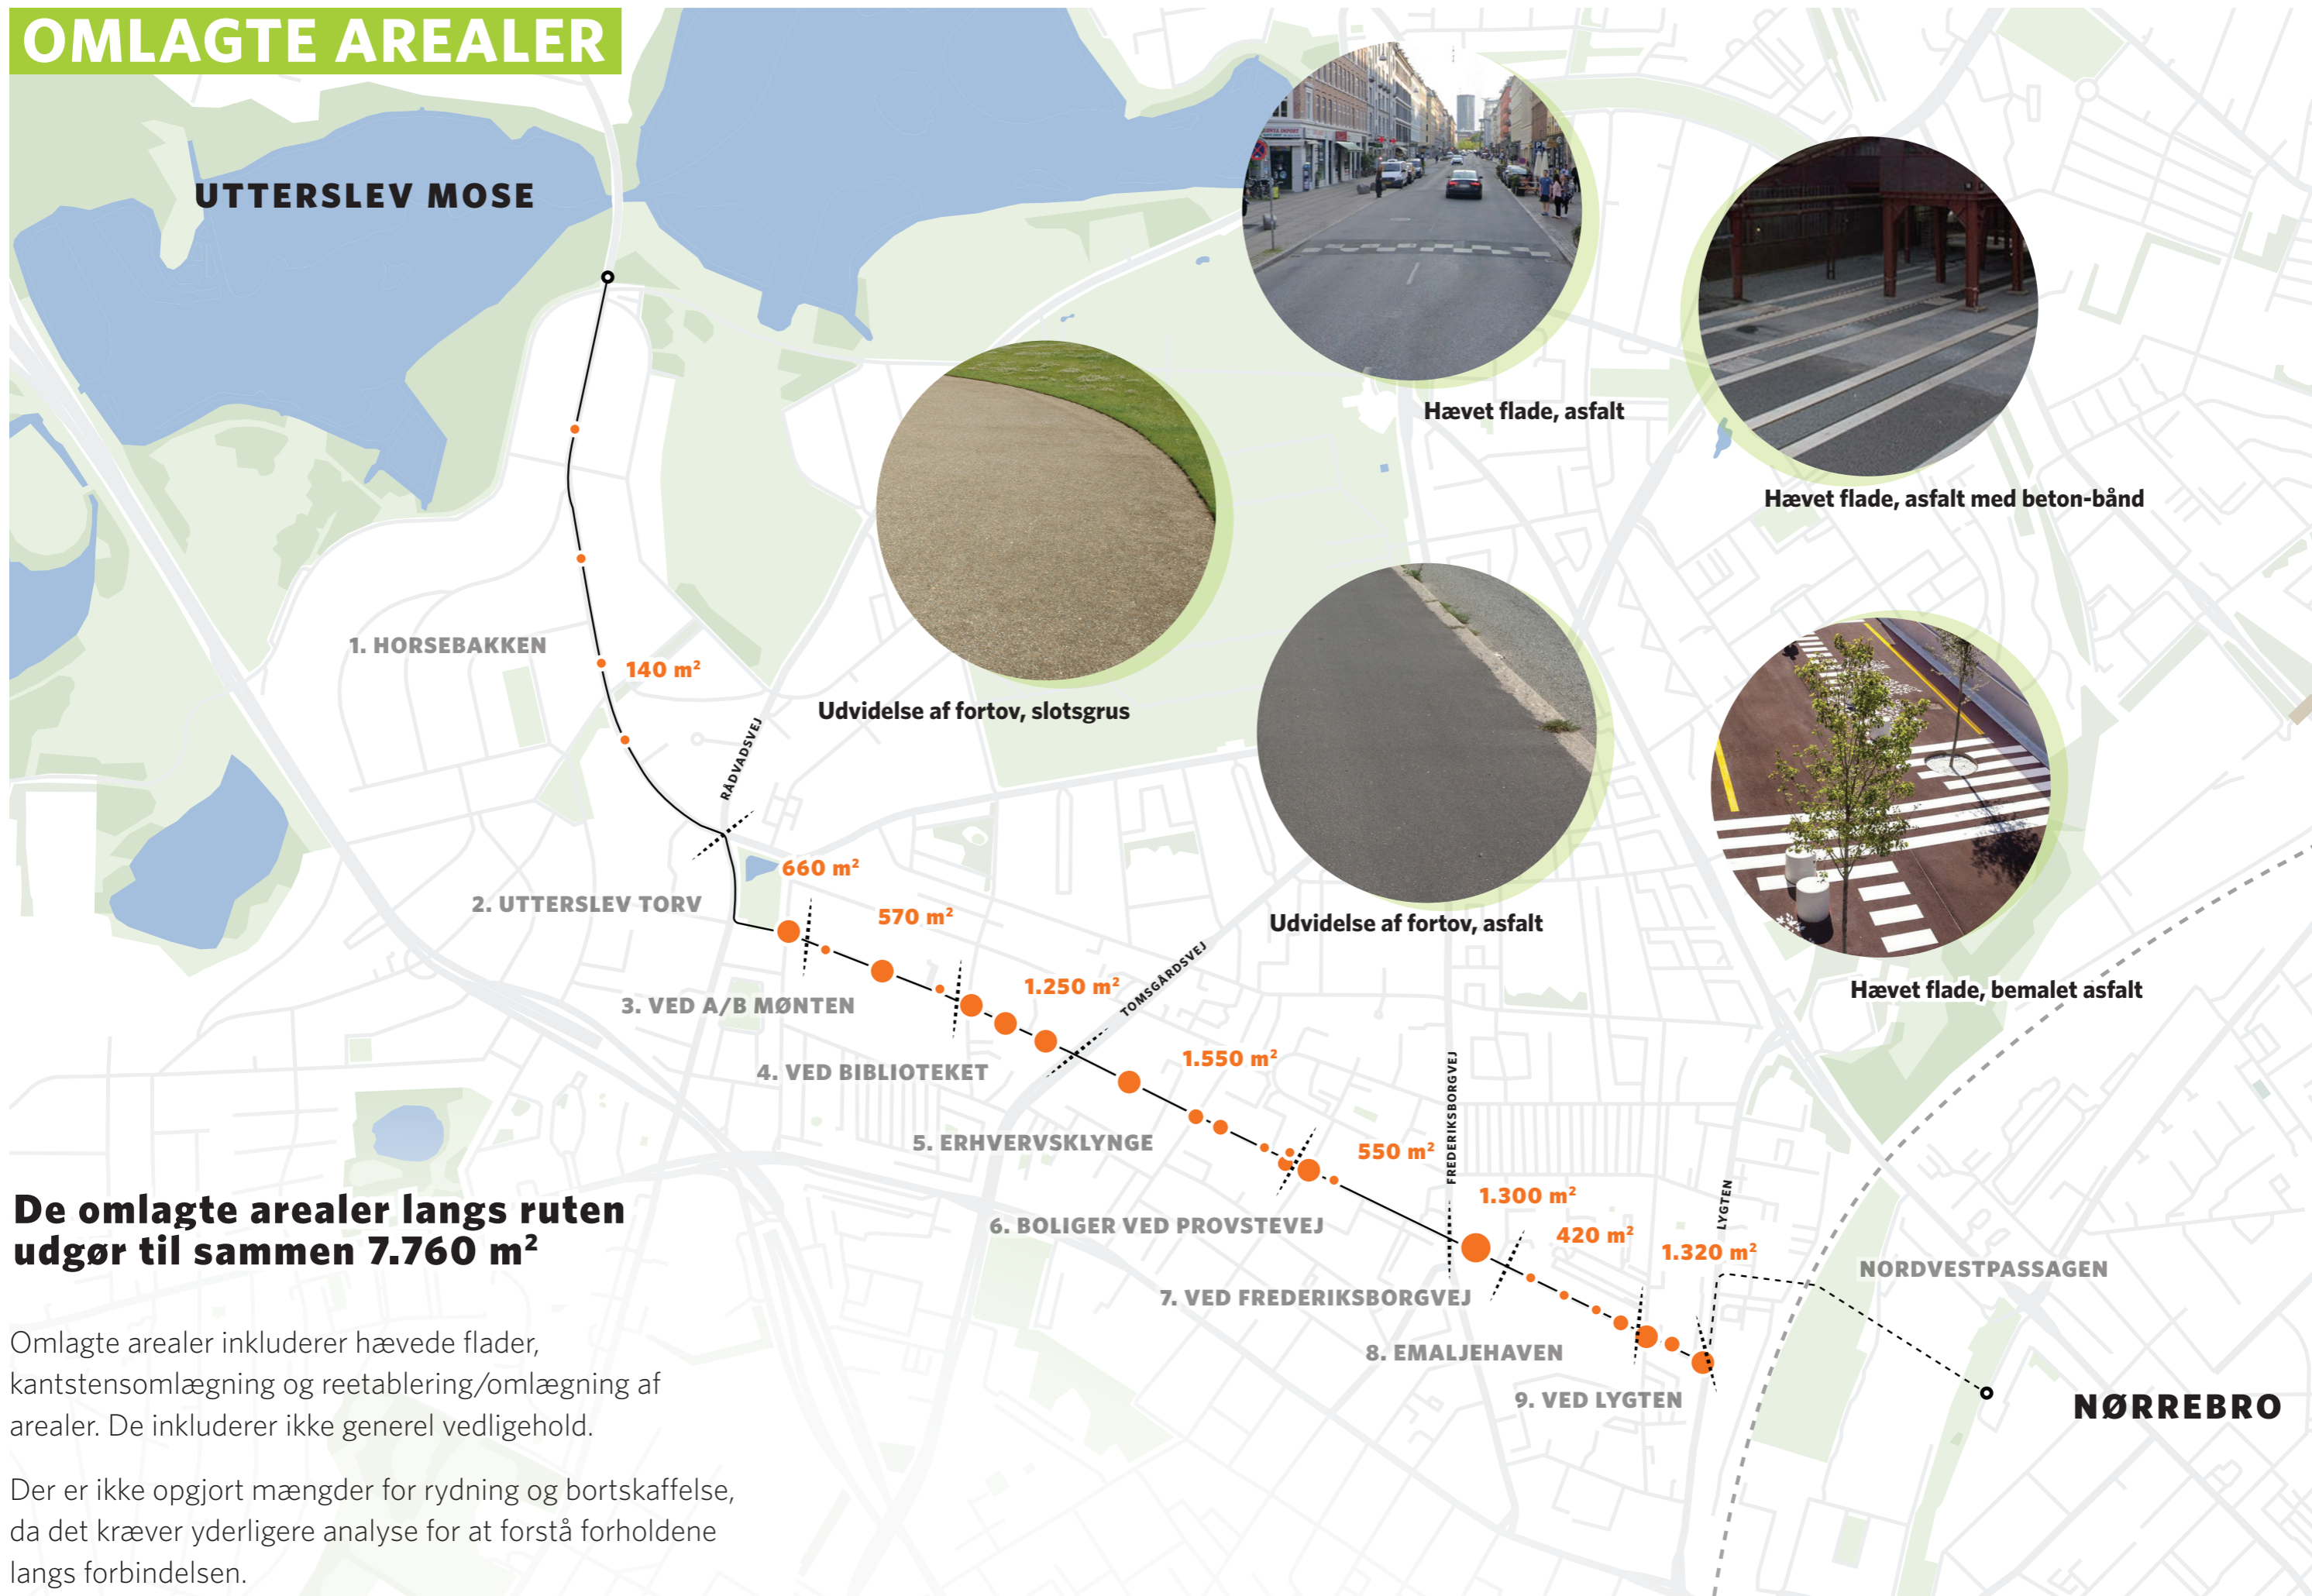 OMLAGTE AREALER
UTTERSLEV MOSE
Hævet flade, asfalt
Hævet flade, asfalt med beton-bånd
1. HORSEBAKKEN
140 m²
Udvidelse af fortov, slotsgrus
RÅDVADSVEJ
660 m²
2. UTTERSLEV TORV
570 m²
Udvidelse af fortov, asfalt
TOMSGÅRDSVEJ
1.250 m²
Hævet flade, bemalet asfalt
3. VED A/B MØNTEN
4. VED BIBLIOTEKET
1.550 m²
5. ERHVERVSKLYNGE
550 m²
FREDERIKSBORGVEJ
1.300 m²
6. BOLIGER VED PROVSTEVEJ
420 m²
1.320 m²
LYGTEN
NORDVESTPASSAGEN
7. VED FREDERIKSBORGVEJ
8. EMALJEHAVEN
9. VED LYGTEN
NØRREBRO
De omlagte arealer langs ruten
udgør til sammen 7.760 m²
Omlagte arealer inkluderer hævede flader,
kantstensomlægning og reetablering/omlægning af
arealer. De inkluderer ikke generel vedligehold.
Der er ikke opgjort mængder for rydning og bortskaffelse,
da det kræver yderligere analyse for at forstå forholdene
langs forbindelsen.